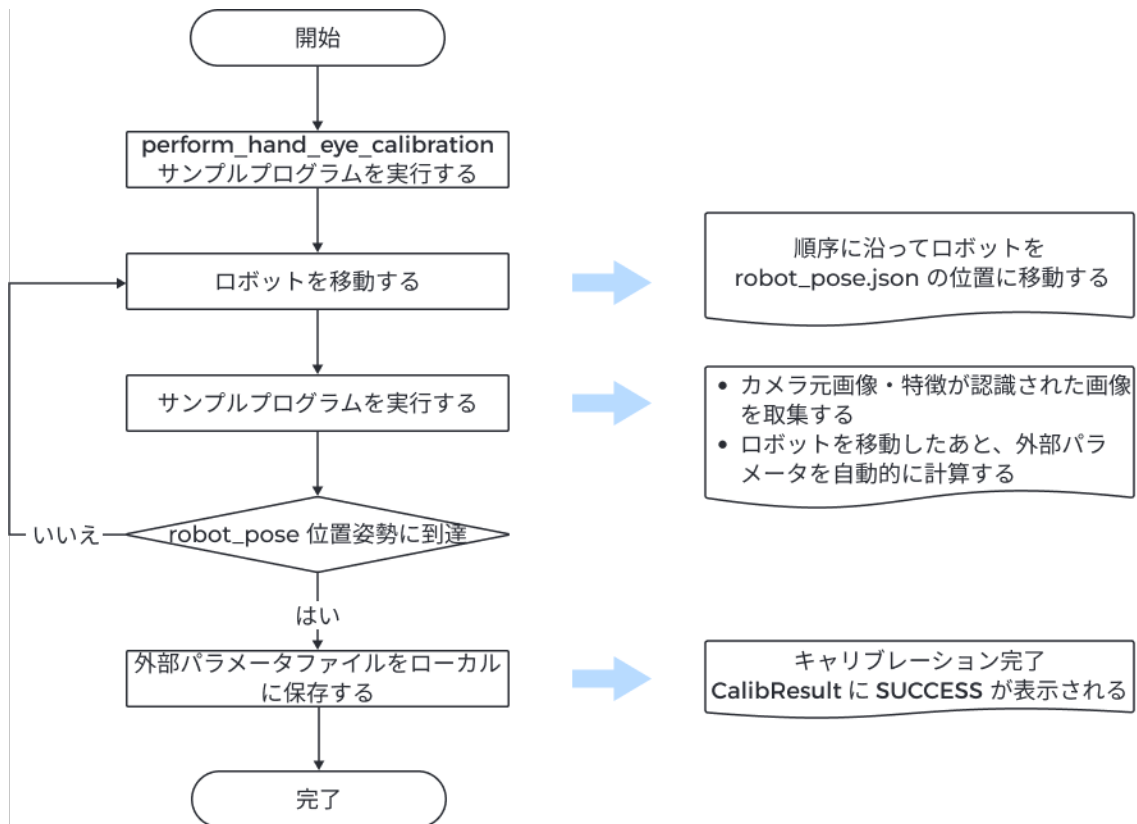 開始
perform_hand_eye_calibration
サンプルプログラムを実行する
ロボットを移動する
順序に沿ってロボットを
robot_pose.json の位置に移動する
サンプルプログラムを実行する
• カメラ元画像・特徴が認識された画像
を取集する
• ロボットを移動したあと、外部パラ
メータを自動的に計算する
いいえ
robot_pose 位置姿勢に到達
はい
外部パラメータファイルをローカル
に保存する
キャリブレーション完了
CalibResult に SUCCESS が表示される
完了